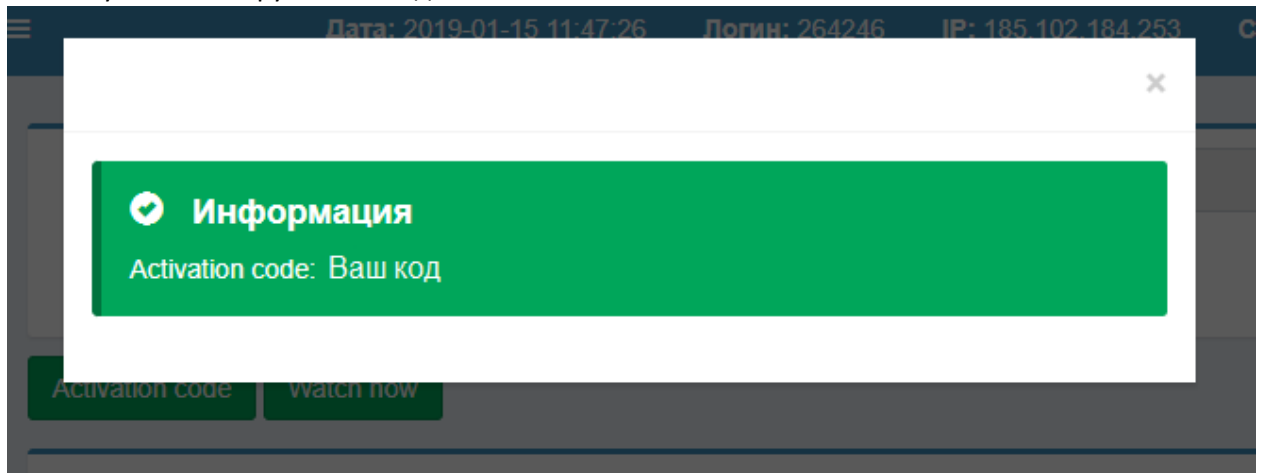 Дата: 2019-01-15 11:47:26 Логин: 264246 IP: 185.102.184.253
Информация
Activation code: Ваш код
Activation code Watch now